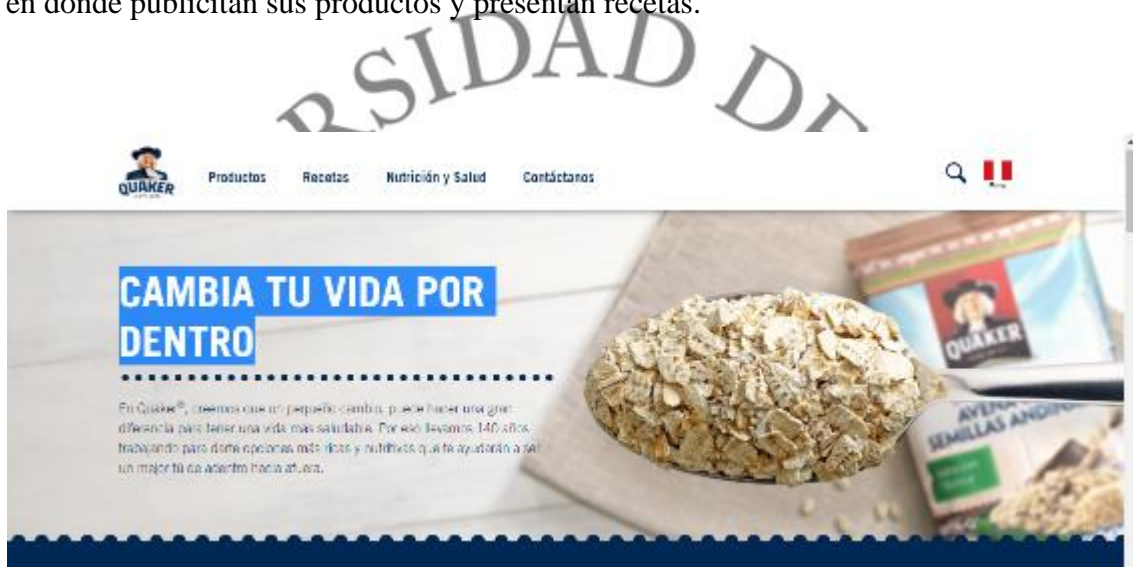 en donde publicitan sus productos y presentan recetas.
RSIDAD DE
QUAKER
Productos Recetas Nutrición y Salud Contáctanos
CAMBIA TU VIDA POR
DENTRO
En Quaker®, creemos que un pequeño cambio, puede hacer una gran
diferencia para tener una vida más saludable. Por eso llevamos 140 años
trabajando para darte opciones más ricas y nutritivas que te ayudarán a ser
un mejor tú de adentro hacia afuera.
QUAKER
AVENA
SEMILLAS ANDINAS